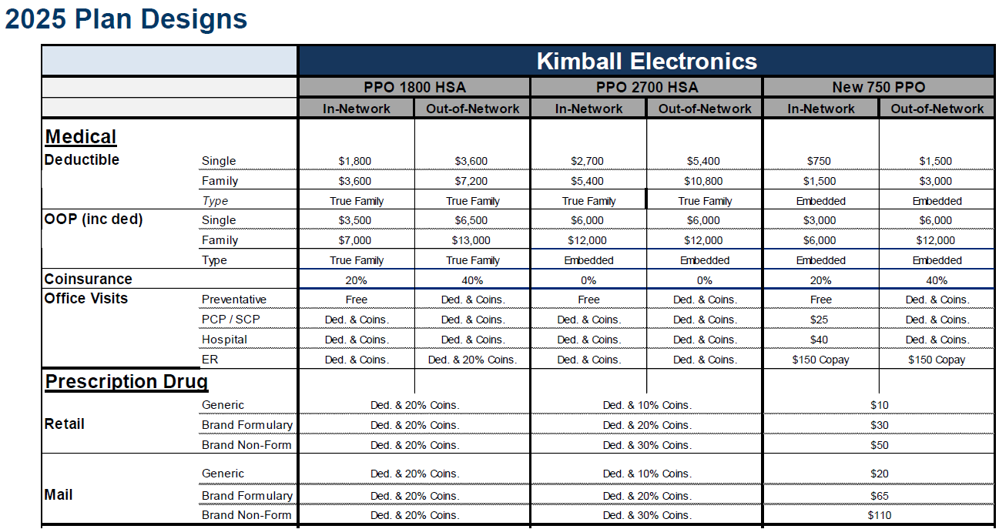 2025 Plan Designs
Kimball Electronics
PPO 1800 HSA PPO 2700 HSA New 750 PPO
In-Network Out-of-Network In-Network Out-of-Network In-Network Out-of-Network
Medical
Deductible Single $1,800 $3,600 $2,700 $5,400 $750 $1,500
Family $3,600 $7,200 $5,400 $10,800 $1,500 $3,000
Type True Family True Family True Family True Family Embedded Embedded
OOP (inc ded) Single $3,500 $6,500 $6,000 $6,000 $3,000 $6,000
Family $7,000 $13,000 $12,000 $12,000 $6,000 $12,000
Type True Family True Family Embedded Embedded Embedded Embedded
Coinsurance 20% 40% 0% 0% 20% 40%
Office Visits Preventative Free Ded. & Coins. Free Ded. & Coins. Free Ded. & Coins.
PCP / SCP Ded. & Coins. Ded. & Coins. Ded. & Coins. Ded. & Coins. $25 Ded. & Coins.
Hospital Ded. & Coins. Ded. & Coins. Ded. & Coins. Ded. & Coins. $40 Ded. & Coins.
ER Ded. & Coins. Ded. & 20% Coins. Ded. & Coins. Ded. & Coins. $150 Copay $150 Copay
Prescription Drug
Generic Ded. & 20% Coins. Ded. & 10% Coins. $10
Retail Brand Formulary Ded. & 20% Coins. Ded. & 20% Coins. $30
Brand Non-Form Ded. & 20% Coins. Ded. & 30% Coins. $50
Generic Ded. & 20% Coins. Ded. & 10% Coins. $20
Mail Brand Formulary Ded. & 20% Coins. Ded. & 20% Coins. $65
Brand Non-Form Ded. & 20% Coins. Ded. & 30% Coins. $110